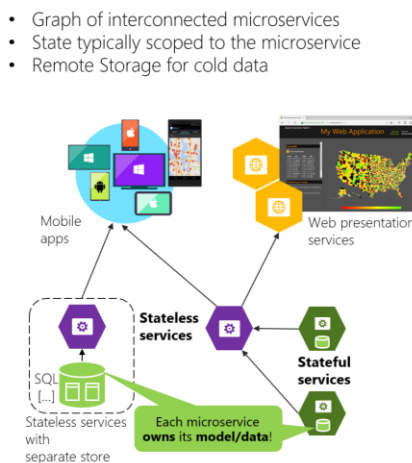 • Graph of interconnected microservices
• State typically scoped to the microservice
• Remote Storage for cold data
My Web Application
Mobile
apps
Web presentation
services
Stateless
services
Stateful
services
SQL
[...]
Stateless services
with
separate store
Each microservice
owns its model/data!